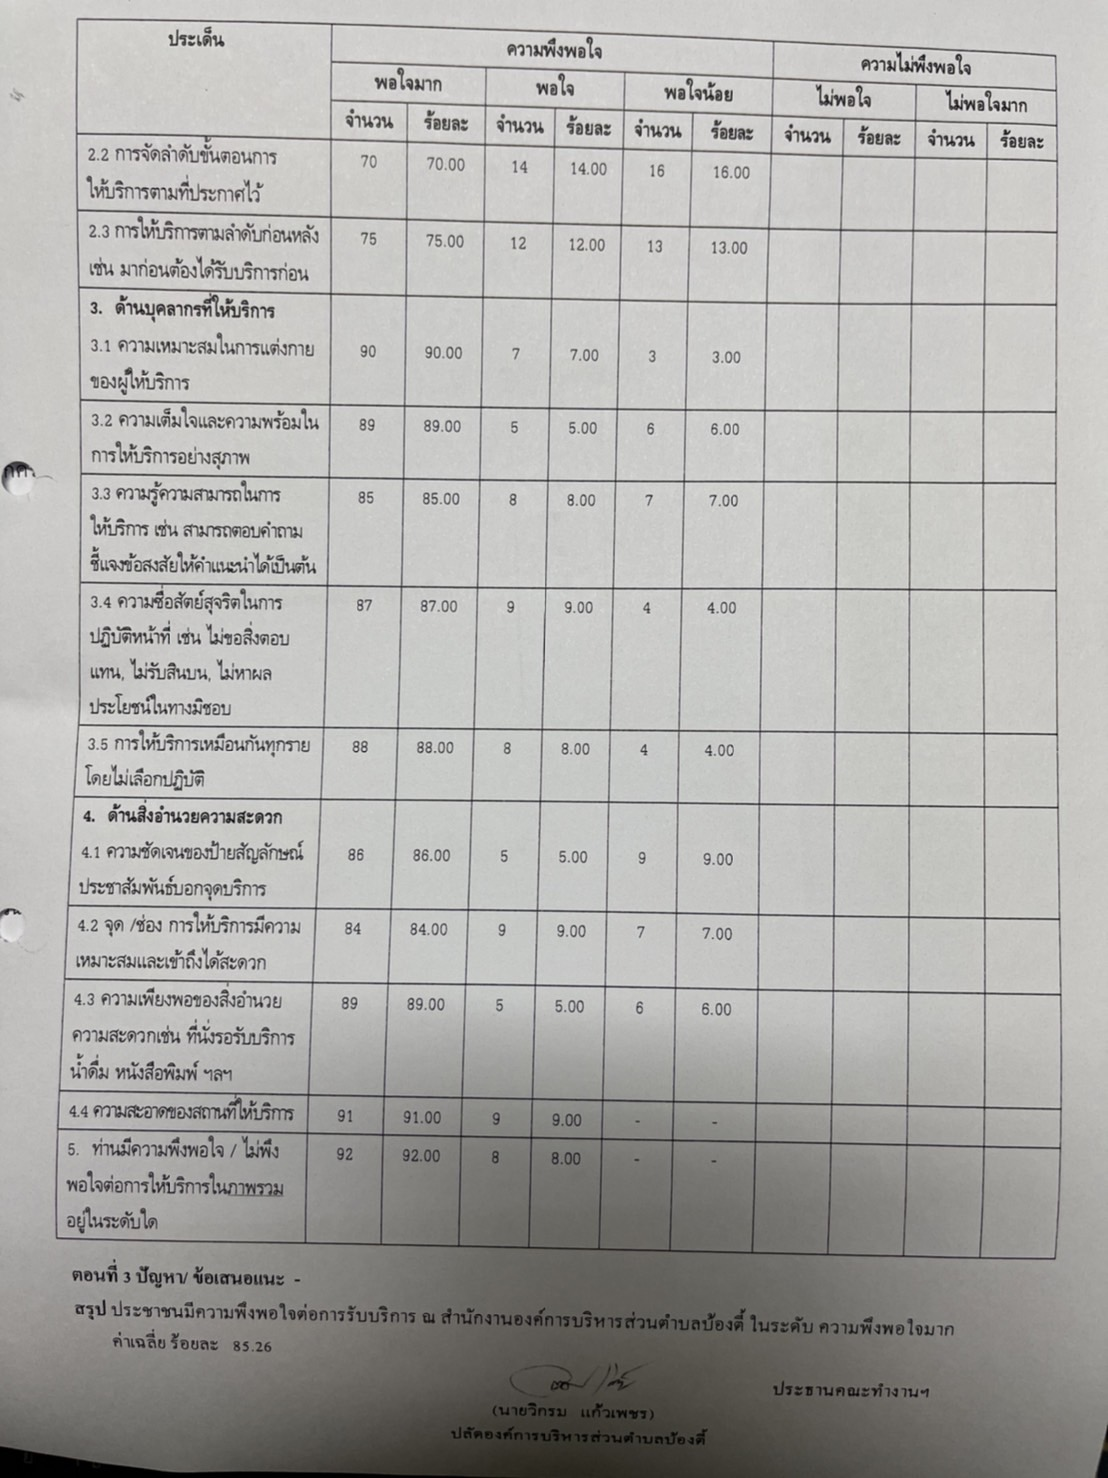 ประเด็น
ความพึงพอใจ
ความไม่พึงพอใจ
พอใจมาก พอใจ พอใจน้อย ไม่พอใจ ไม่พอใจมาก
จำนวน ร้อยละ จำนวน ร้อยละ จำนวน ร้อยละ จำนวน ร้อยละ จำนวน ร้อยละ
2.2 การจัดลำดับขั้นตอนการ 70 70.00 14 14.00 16 16.00
ให้บริการตามที่ประกาศไว้
2.3 การให้บริการตามลำดับก่อนหลัง 75 75.00 12 12.00 13 13.00
เช่น มาก่อนต้องได้รับบริการก่อน
3. ด้านบุคลากรที่ให้บริการ
3.1 ความเหมาะสมในการแต่งกาย 90 90.00 7 7.00 3 3.00
ของผู้ให้บริการ
3.2 ความเต็มใจและความพร้อมใน 89 89.00 5 5.00 6 6.00
การให้บริการอย่างสุภาพ
3.3 ความรู้ความสามารถในการ 85 85.00 8 8.00 7 7.00
ให้บริการ เช่น สามารถตอบคำถาม
ชี้แจงข้อสงสัยให้คำแนะนำได้เป็นต้น
3.4 ความซื่อสัตย์สุจริตในการ 87 87.00 9 9.00 4 4.00
ปฏิบัติหน้าที่ เช่น ไม่ขอสิ่งตอบ
แทน, ไม่รับสินบน, ไม่หาผล
ประโยชน์ในทางมิชอบ
3.5 การให้บริการเหมือนกันทุกราย 88 88.00 8 8.00 4 4.00
โดยไม่เลือกปฏิบัติ
4. ด้านสิ่งอำนวยความสะดวก
4.1 ความชัดเจนของป้ายสัญลักษณ์ 86 86.00 5 5.00 9 9.00
ประชาสัมพันธ์บอกจุดบริการ
4.2 จุด /ช่อง การให้บริการมีความ 84 84.00 9 9.00 7 7.00
เหมาะสมและเข้าถึงได้สะดวก
4.3 ความเพียงพอของสิ่งอำนวย 89 89.00 5 5.00 6 6.00
ความสะดวกเช่น ที่นั่งรอรับบริการ
น้ำดื่ม หนังสือพิมพ์ ฯลฯ
4.4 ความสะอาดของสถานที่ให้บริการ 91 91.00 9 9.00 - -
5. ท่านมีความพึงพอใจ / ไม่พึง 92 92.00 8 8.00 - -
พอใจต่อการให้บริการในภาพรวม
อยู่ในระดับใด
ตอนที่ 3 ปัญหา/ ข้อเสนอแนะ -
สรุป ประชาชนมีความพึงพอใจต่อการรับบริการ ณ สำนักงานองค์การบริหารส่วนตำบลบ้องตี้ ในระดับ ความพึงพอใจมาก
ค่าเฉลี่ย ร้อยละ 85.26
ประธานคณะทำงานฯ
(นายวิกรม แก้วเพชร)
ปลัดองค์การบริหารส่วนตำบลบ้องตี้